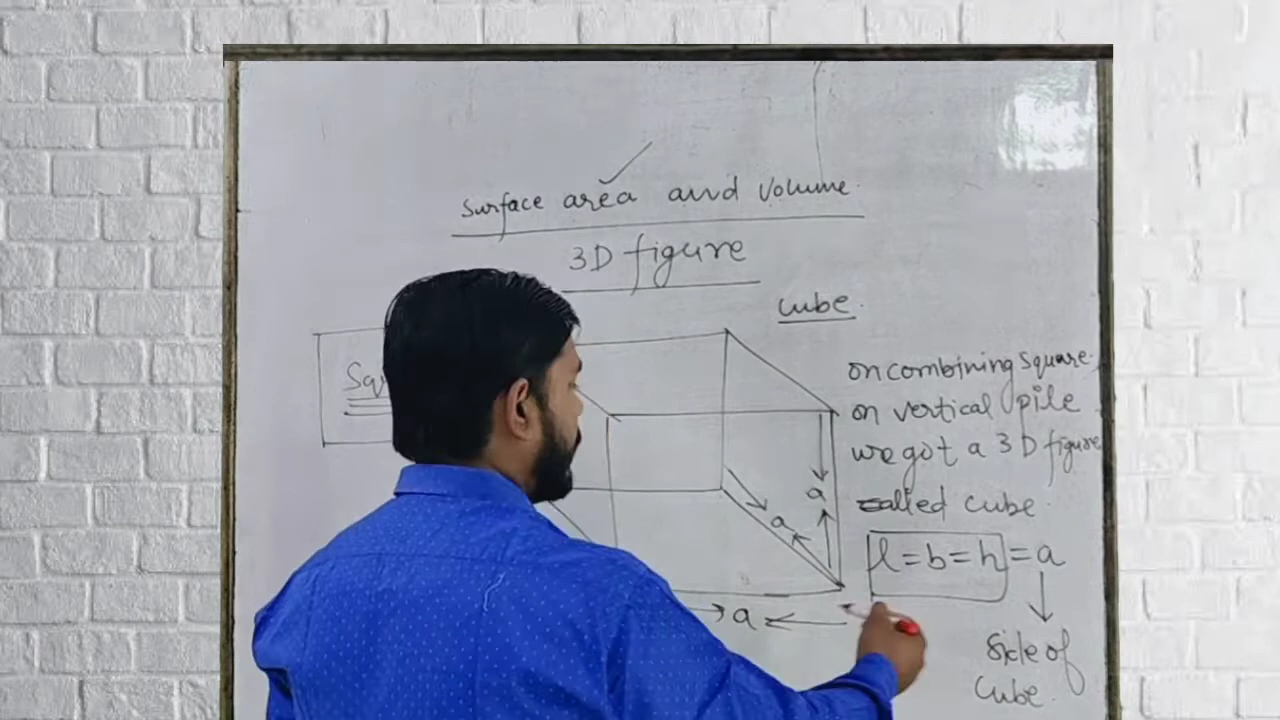 Surface area and Volume.
3D figure
Cube.
on combining square
on vertical pile
we got a 3D figure
called cube.
l=b=h=a
side of
Cube.
a
a
a